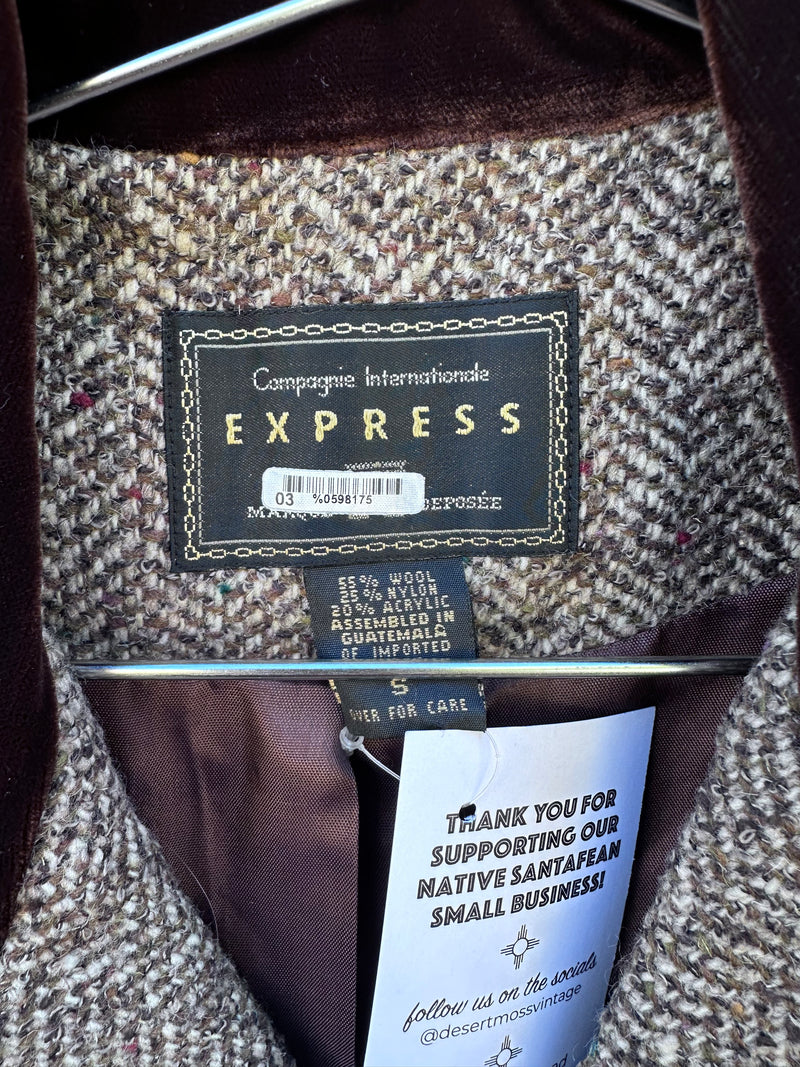 Compagnie Internationale
EXPRESS
03 %0598175
DEPOSÉE
55% WOOL
25% NYLON
20% ACRYLIC
ASSEMBLED IN
GUATEMALA
OF IMPORTED
S
FOR CARE
THANK YOU FOR
SUPPORTING OUR
NATIVE SANTAFEAN
SMALL BUSINESS!
follow us on the socials
@desertmossvintage